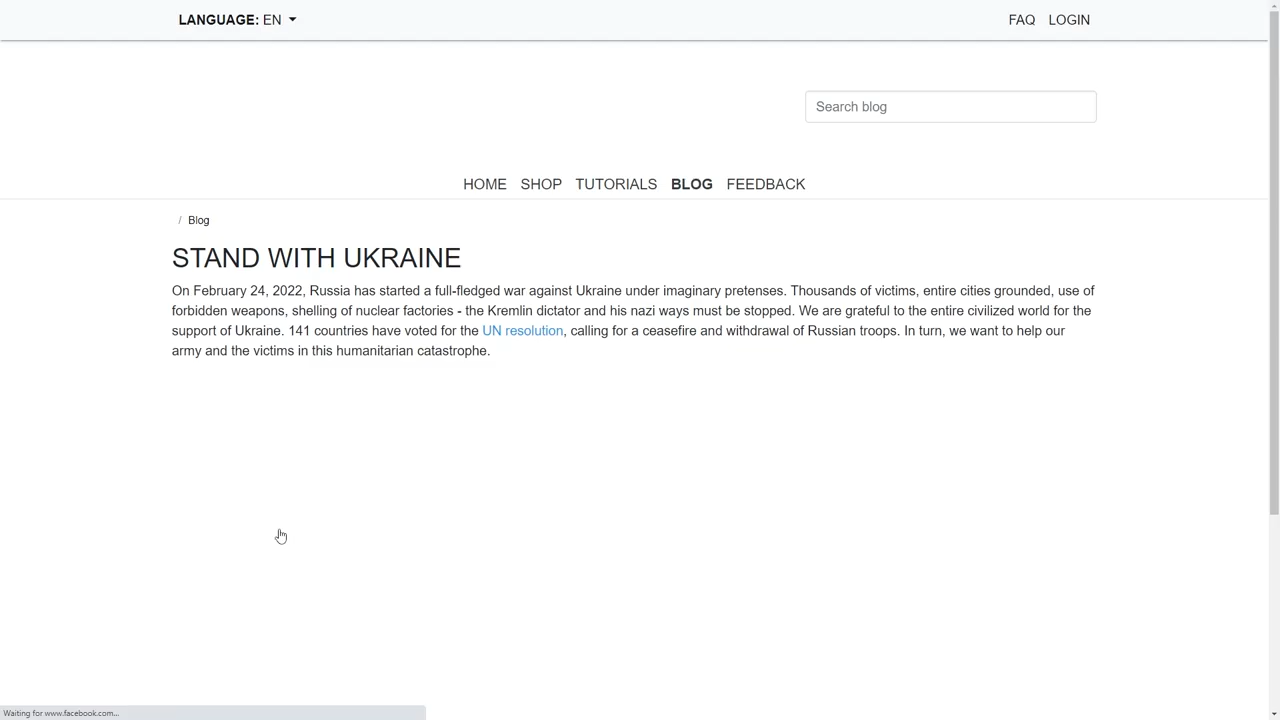 LANGUAGE: EN
FAQ LOGIN
Search blog
HOME SHOP TUTORIALS BLOG FEEDBACK
/ Blog
STAND WITH UKRAINE
On February 24, 2022, Russia has started a full-fledged war against Ukraine under imaginary pretenses. Thousands of victims, entire cities grounded, use of
forbidden weapons, shelling of nuclear factories - the Kremlin dictator and his nazi ways must be stopped. We are grateful to the entire civilized world for the
support of Ukraine. 141 countries have voted for the UN resolution, calling for a ceasefire and withdrawal of Russian troops. In turn, we want to help our
army and the victims in this humanitarian catastrophe.
Waiting for www.facebook.com...